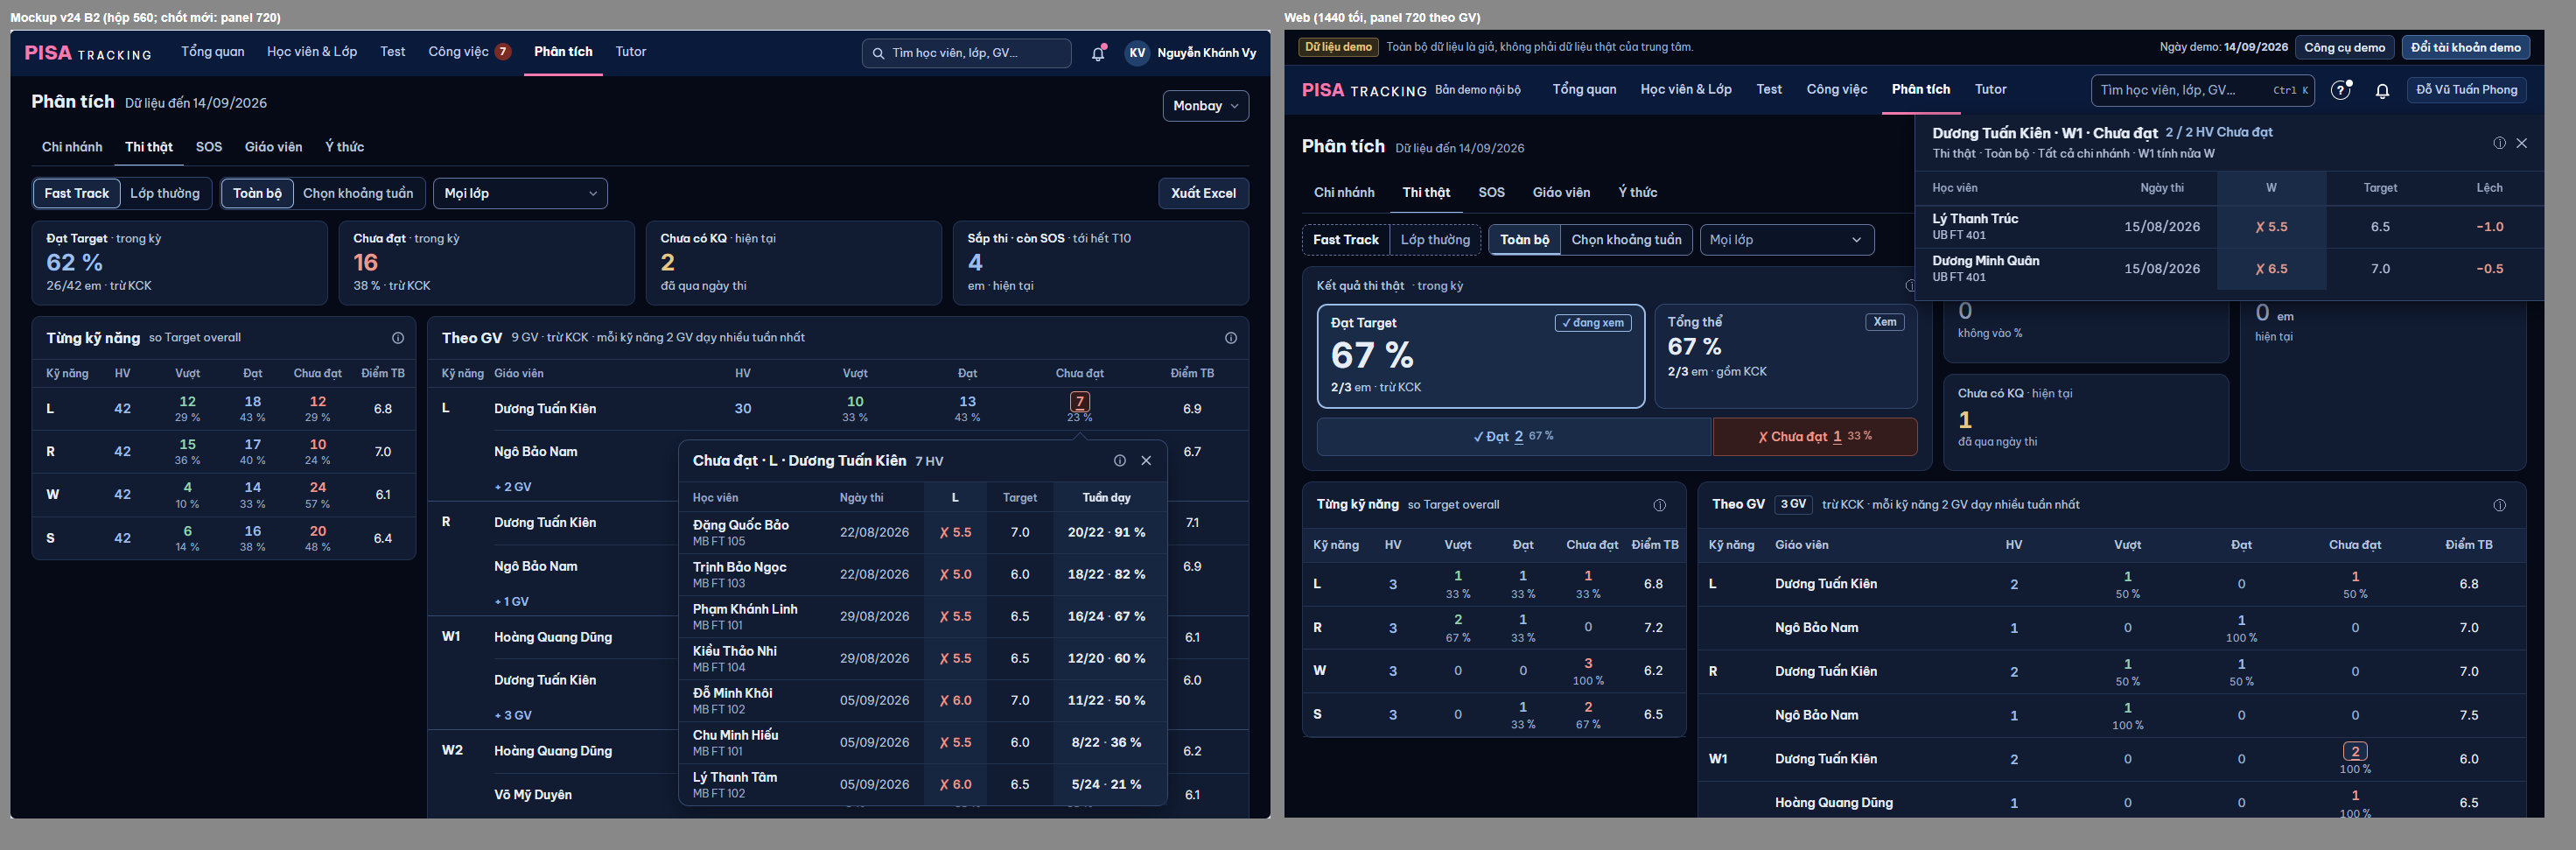 Mockup v24 B2 (hộp 560; chốt mới: panel 720)
PISA TRACKING Tổng quan Học viên & Lớp Test Công việc 7 Phân tích Tutor Tìm học viên, lớp, GV... KV Nguyễn Khánh Vy
Phân tích Dữ liệu đến 14/09/2026 Monbay
Chi nhánh Thi thật SOS Giáo viên Ý thức
Fast Track Lớp thường Toàn bộ Chọn khoảng tuần Mọi lớp Xuất Excel
Đạt Target · trong kỳ
62 %
26/42 em · trừ KCK
Chưa đạt · trong kỳ
16
38 % · trừ KCK
Chưa có KQ · hiện tại
2
đã qua ngày thi
Sắp thi · còn SOS · tới hết T10
4
em · hiện tại
Từng kỹ năng so Target overall
Kỹ năng HV Vượt Đạt Chưa đạt Điểm TB
L 42 12 18 12 6.8
29 % 43 % 29 %
R 42 15 17 10 7.0
36 % 40 % 24 %
W 42 4 14 24 6.1
10 % 33 % 57 %
S 42 6 16 20 6.4
14 % 38 % 48 %
Theo GV 9 GV · trừ KCK · mỗi kỹ năng 2 GV dạy nhiều tuần nhất
Kỹ năng Giáo viên HV Vượt Đạt Chưa đạt Điểm TB
L Dương Tuấn Kiên 30 10 13 7 6.9
33 % 43 % 23 %
Ngô Bảo Nam 6.7
+ 2 GV
R Dương Tuấn Kiên 7.1
Ngô Bảo Nam 6.9
+ 1 GV
W1 Hoàng Quang Dũng 6.1
Dương Tuấn Kiên 6.0
+ 3 GV
W2 Hoàng Quang Dũng 6.2
Võ Mỹ Duyên 6.1
Chưa đạt · L · Dương Tuấn Kiên 7 HV
Học viên Ngày thi L Target Tuần dạy
Đặng Quốc Bảo 22/08/2026 ✗ 5.5 7.0 20/22 · 91 %
MB FT 105
Trịnh Bảo Ngọc 22/08/2026 ✗ 5.0 6.0 18/22 · 82 %
MB FT 103
Phạm Khánh Linh 29/08/2026 ✗ 5.5 6.5 16/24 · 67 %
MB FT 101
Kiều Thảo Nhi 29/08/2026 ✗ 5.5 6.5 12/20 · 60 %
MB FT 104
Đỗ Minh Khôi 05/09/2026 ✗ 6.0 7.0 11/22 · 50 %
MB FT 102
Chu Minh Hiếu 05/09/2026 ✗ 5.5 6.0 8/22 · 36 %
MB FT 101
Lý Thanh Tâm 05/09/2026 ✗ 6.0 6.5 5/24 · 21 %
MB FT 102
Web (1440 tối, panel 720 theo GV)
Dữ liệu demo Toàn bộ dữ liệu là giả, không phải dữ liệu thật của trung tâm. Ngày demo: 14/09/2026 Công cụ demo Đổi tài khoản demo
PISA TRACKING Bản demo nội bộ Tổng quan Học viên & Lớp Test Công việc Phân tích Tutor Tìm học viên, lớp, GV... Ctrl K ? Đỗ Vũ Tuấn Phong
Phân tích Dữ liệu đến 14/09/2026
Chi nhánh Thi thật SOS Giáo viên Ý thức
Fast Track Lớp thường Toàn bộ Chọn khoảng tuần Mọi lớp
Dương Tuấn Kiên · W1 · Chưa đạt 2 / 2 HV Chưa đạt
Thi thật · Toàn bộ · Tất cả chi nhánh · W1 tính nửa W
Học viên Ngày thi W Target Lệch
Lý Thanh Trúc 15/08/2026 ✗ 5.5 6.5 −1.0
UB FT 401
Dương Minh Quân 15/08/2026 ✗ 6.5 7.0 −0.5
UB FT 401
Kết quả thi thật · trong kỳ
Đạt Target ✓ đang xem
67 %
2/3 em · trừ KCK
Tổng thể Xem
67 %
2/3 em · gồm KCK
✓ Đạt 2 67 % ✗ Chưa đạt 1 33 %
0
không vào %
Chưa có KQ · hiện tại
1
đã qua ngày thi
0 em
hiện tại
Từng kỹ năng so Target overall
Kỹ năng HV Vượt Đạt Chưa đạt Điểm TB
L 3 1 1 1 6.8
33 % 33 % 33 %
R 3 2 1 0 7.2
67 % 33 %
W 3 0 0 3 6.2
100 %
S 3 0 1 2 6.5
33 % 67 %
Theo GV 3 GV trừ KCK · mỗi kỹ năng 2 GV dạy nhiều tuần nhất
Kỹ năng Giáo viên HV Vượt Đạt Chưa đạt Điểm TB
L Dương Tuấn Kiên 2 1 0 1 6.8
50 % 50 %
Ngô Bảo Nam 1 0 1 0 7.0
100 %
R Dương Tuấn Kiên 2 1 1 0 7.0
50 % 50 %
Ngô Bảo Nam 1 1 0 0 7.5
100 %
W1 Dương Tuấn Kiên 2 0 0 2 6.0
100 %
Hoàng Quang Dũng 1 0 0 1 6.5
100 %